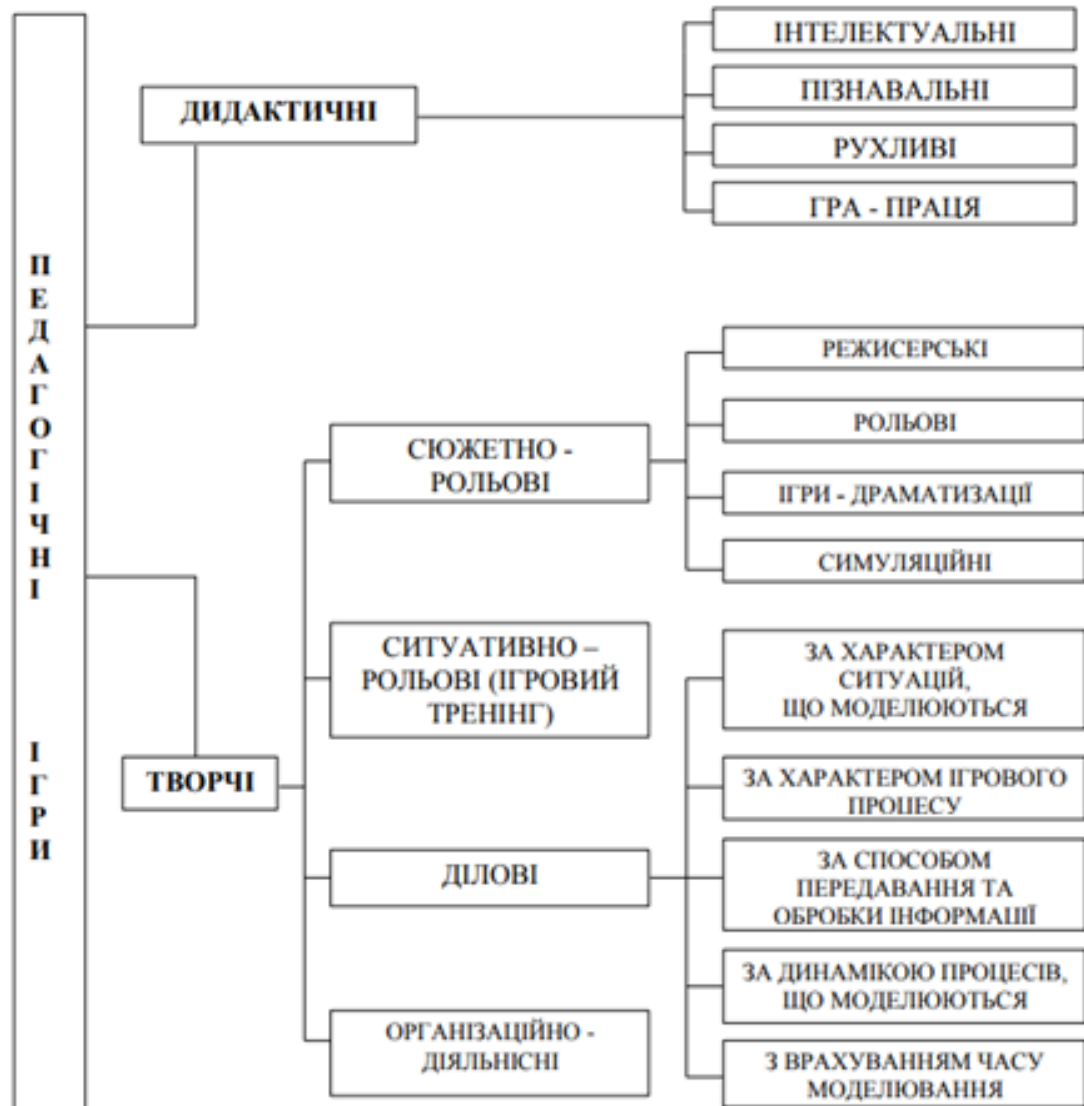 ПЕДАГОГІЧНІ ІГРИ
ДИДАКТИЧНІ
ІНТЕЛЕКТУАЛЬНІ
ПІЗНАВАЛЬНІ
РУХЛИВІ
ГРА - ПРАЦЯ
ТВОРЧІ
СЮЖЕТНО -
РОЛЬОВІ
РЕЖИСЕРСЬКІ
РОЛЬОВІ
ІГРИ - ДРАМАТИЗАЦІЇ
СИМУЛЯЦІЙНІ
СИТУАТИВНО –
РОЛЬОВІ (ІГРОВИЙ
ТРЕНІНГ)
ДІЛОВІ
ЗА ХАРАКТЕРОМ
СИТУАЦІЙ,
ЩО МОДЕЛЮЮТЬСЯ
ЗА ХАРАКТЕРОМ ІГРОВОГО
ПРОЦЕСУ
ЗА СПОСОБОМ
ПЕРЕДАВАННЯ ТА
ОБРОБКИ ІНФОРМАЦІЇ
ЗА ДИНАМІКОЮ ПРОЦЕСІВ,
ЩО МОДЕЛЮЮТЬСЯ
З ВРАХУВАННЯМ ЧАСУ
МОДЕЛЮВАННЯ
ОРГАНІЗАЦІЙНО -
ДІЯЛЬНІСНІ